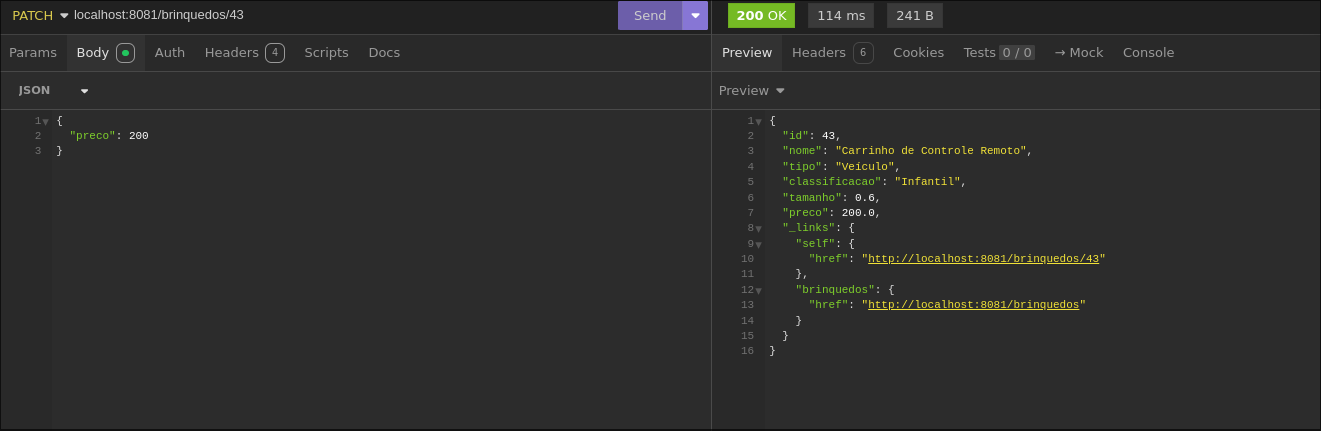 PATCH localhost:8081/brinquedos/43 Send 200 OK 114 ms 241 B
Params Body Auth Headers 4 Scripts Docs
Preview Headers 6 Cookies Tests 0 / 0 → Mock Console
JSON
Preview
1 {
2 "preco": 200
3 }
1 {
2 "id": 43,
3 "nome": "Carrinho de Controle Remoto",
4 "tipo": "Veículo",
5 "classificacao": "Infantil",
6 "tamanho": 0.6,
7 "preco": 200.0,
8 "_links": {
9 "self": {
10 "href": "http://localhost:8081/brinquedos/43"
11 },
12 "brinquedos": {
13 "href": "http://localhost:8081/brinquedos"
14 }
15 }
16 }